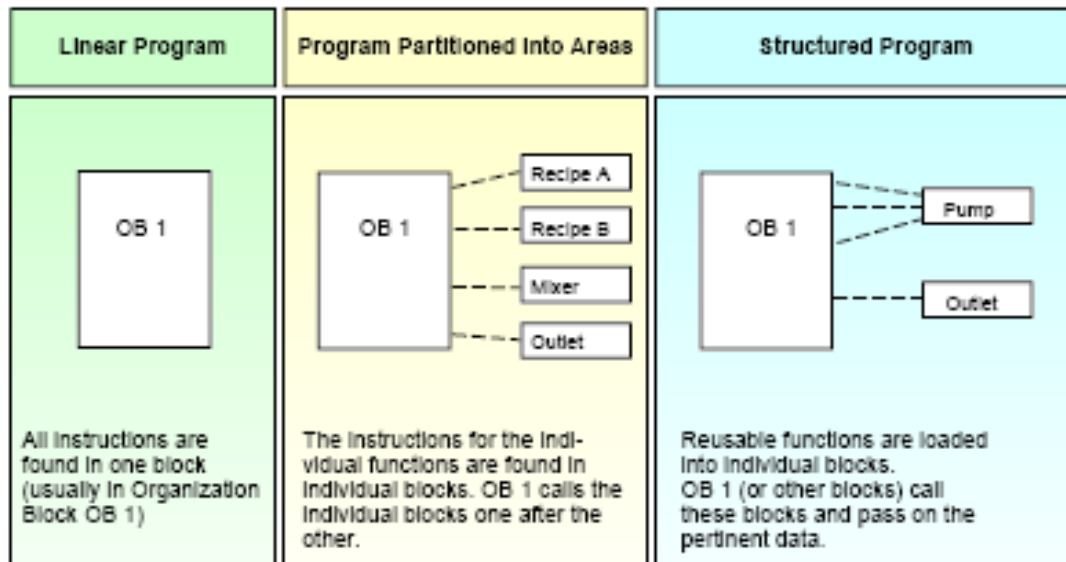 Linear Program
Program Partitioned Into Areas
Structured Program
OB 1
OB 1
Recipe A
Recipe B
Mixer
Outlet
OB 1
Pump
Outlet
All Instructions are
found in one block
(usually in Organization
Block OB 1)
The Instructions for the Indi-
vidual functions are found in
Individual blocks. OB 1 calls the
Individual blocks one after the
other.
Reusable functions are loaded
into Individual blocks.
OB 1 (or other blocks) call
these blocks and pass on the
pertinent data.